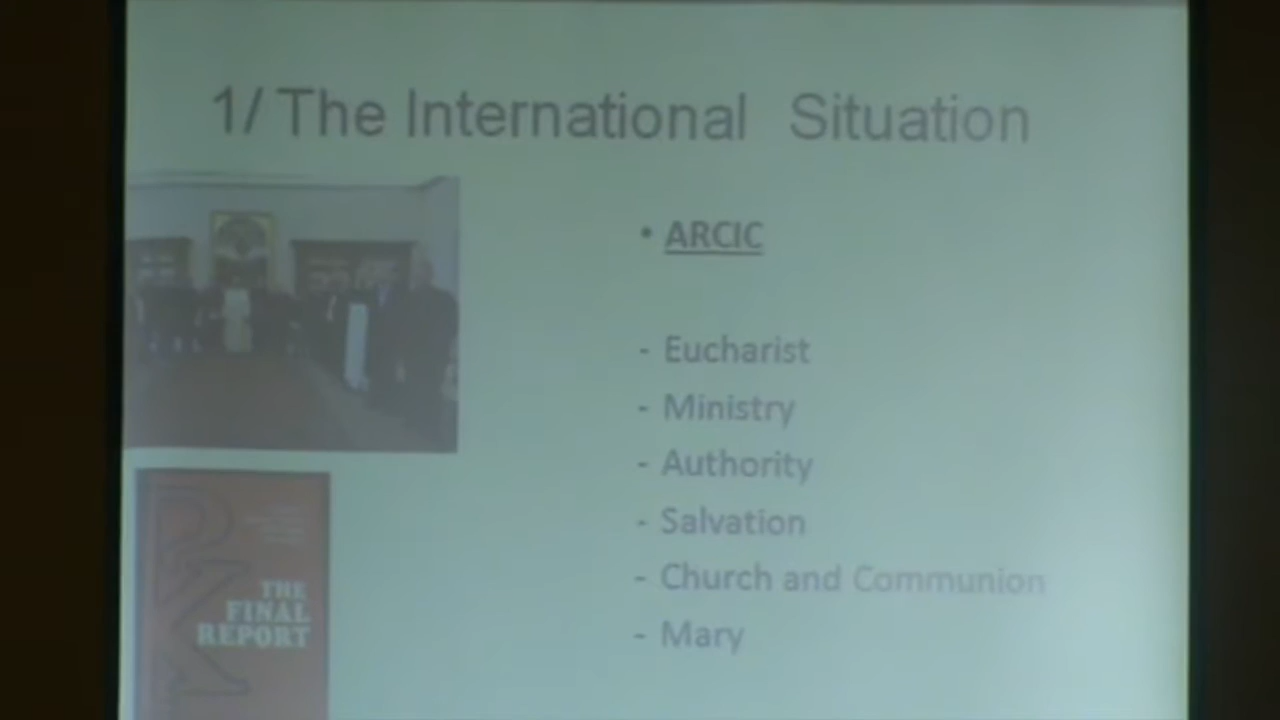 1/ The International Situation
• ARCIC
- Eucharist
- Ministry
- Authority
- Salvation
- Church and Communion
- Mary
THE
FINAL
REPORT